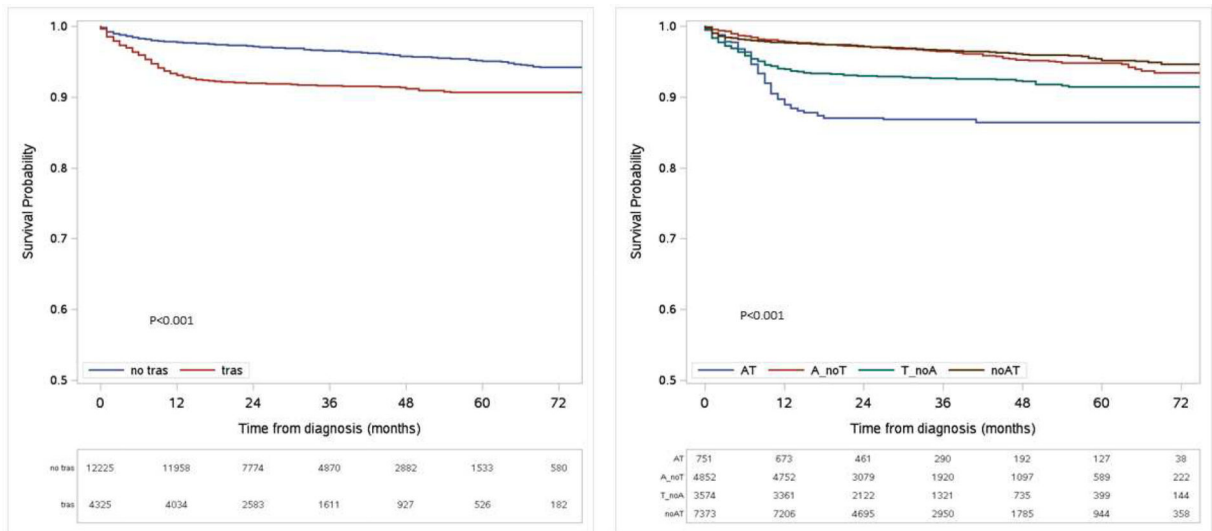 1.0
0.9
0.8
0.7
0.6
0.5
Survival Probability
P<0.001
no tras tras
0 12 24 36 48 60 72
Time from diagnosis (months)
no tras 12225 11958 7774 4870 2882 1533 580
tras 4325 4034 2583 1611 927 526 182
1.0
0.9
0.8
0.7
0.6
0.5
Survival Probability
P<0.001
AT A_noT T_noA noAT
0 12 24 36 48 60 72
Time from diagnosis (months)
AT 751 673 461 290 192 127 38
A_noT 4852 4752 3079 1920 1097 589 222
T_noA 3574 3361 2122 1321 735 399 144
noAT 7373 7206 4695 2950 1785 944 358